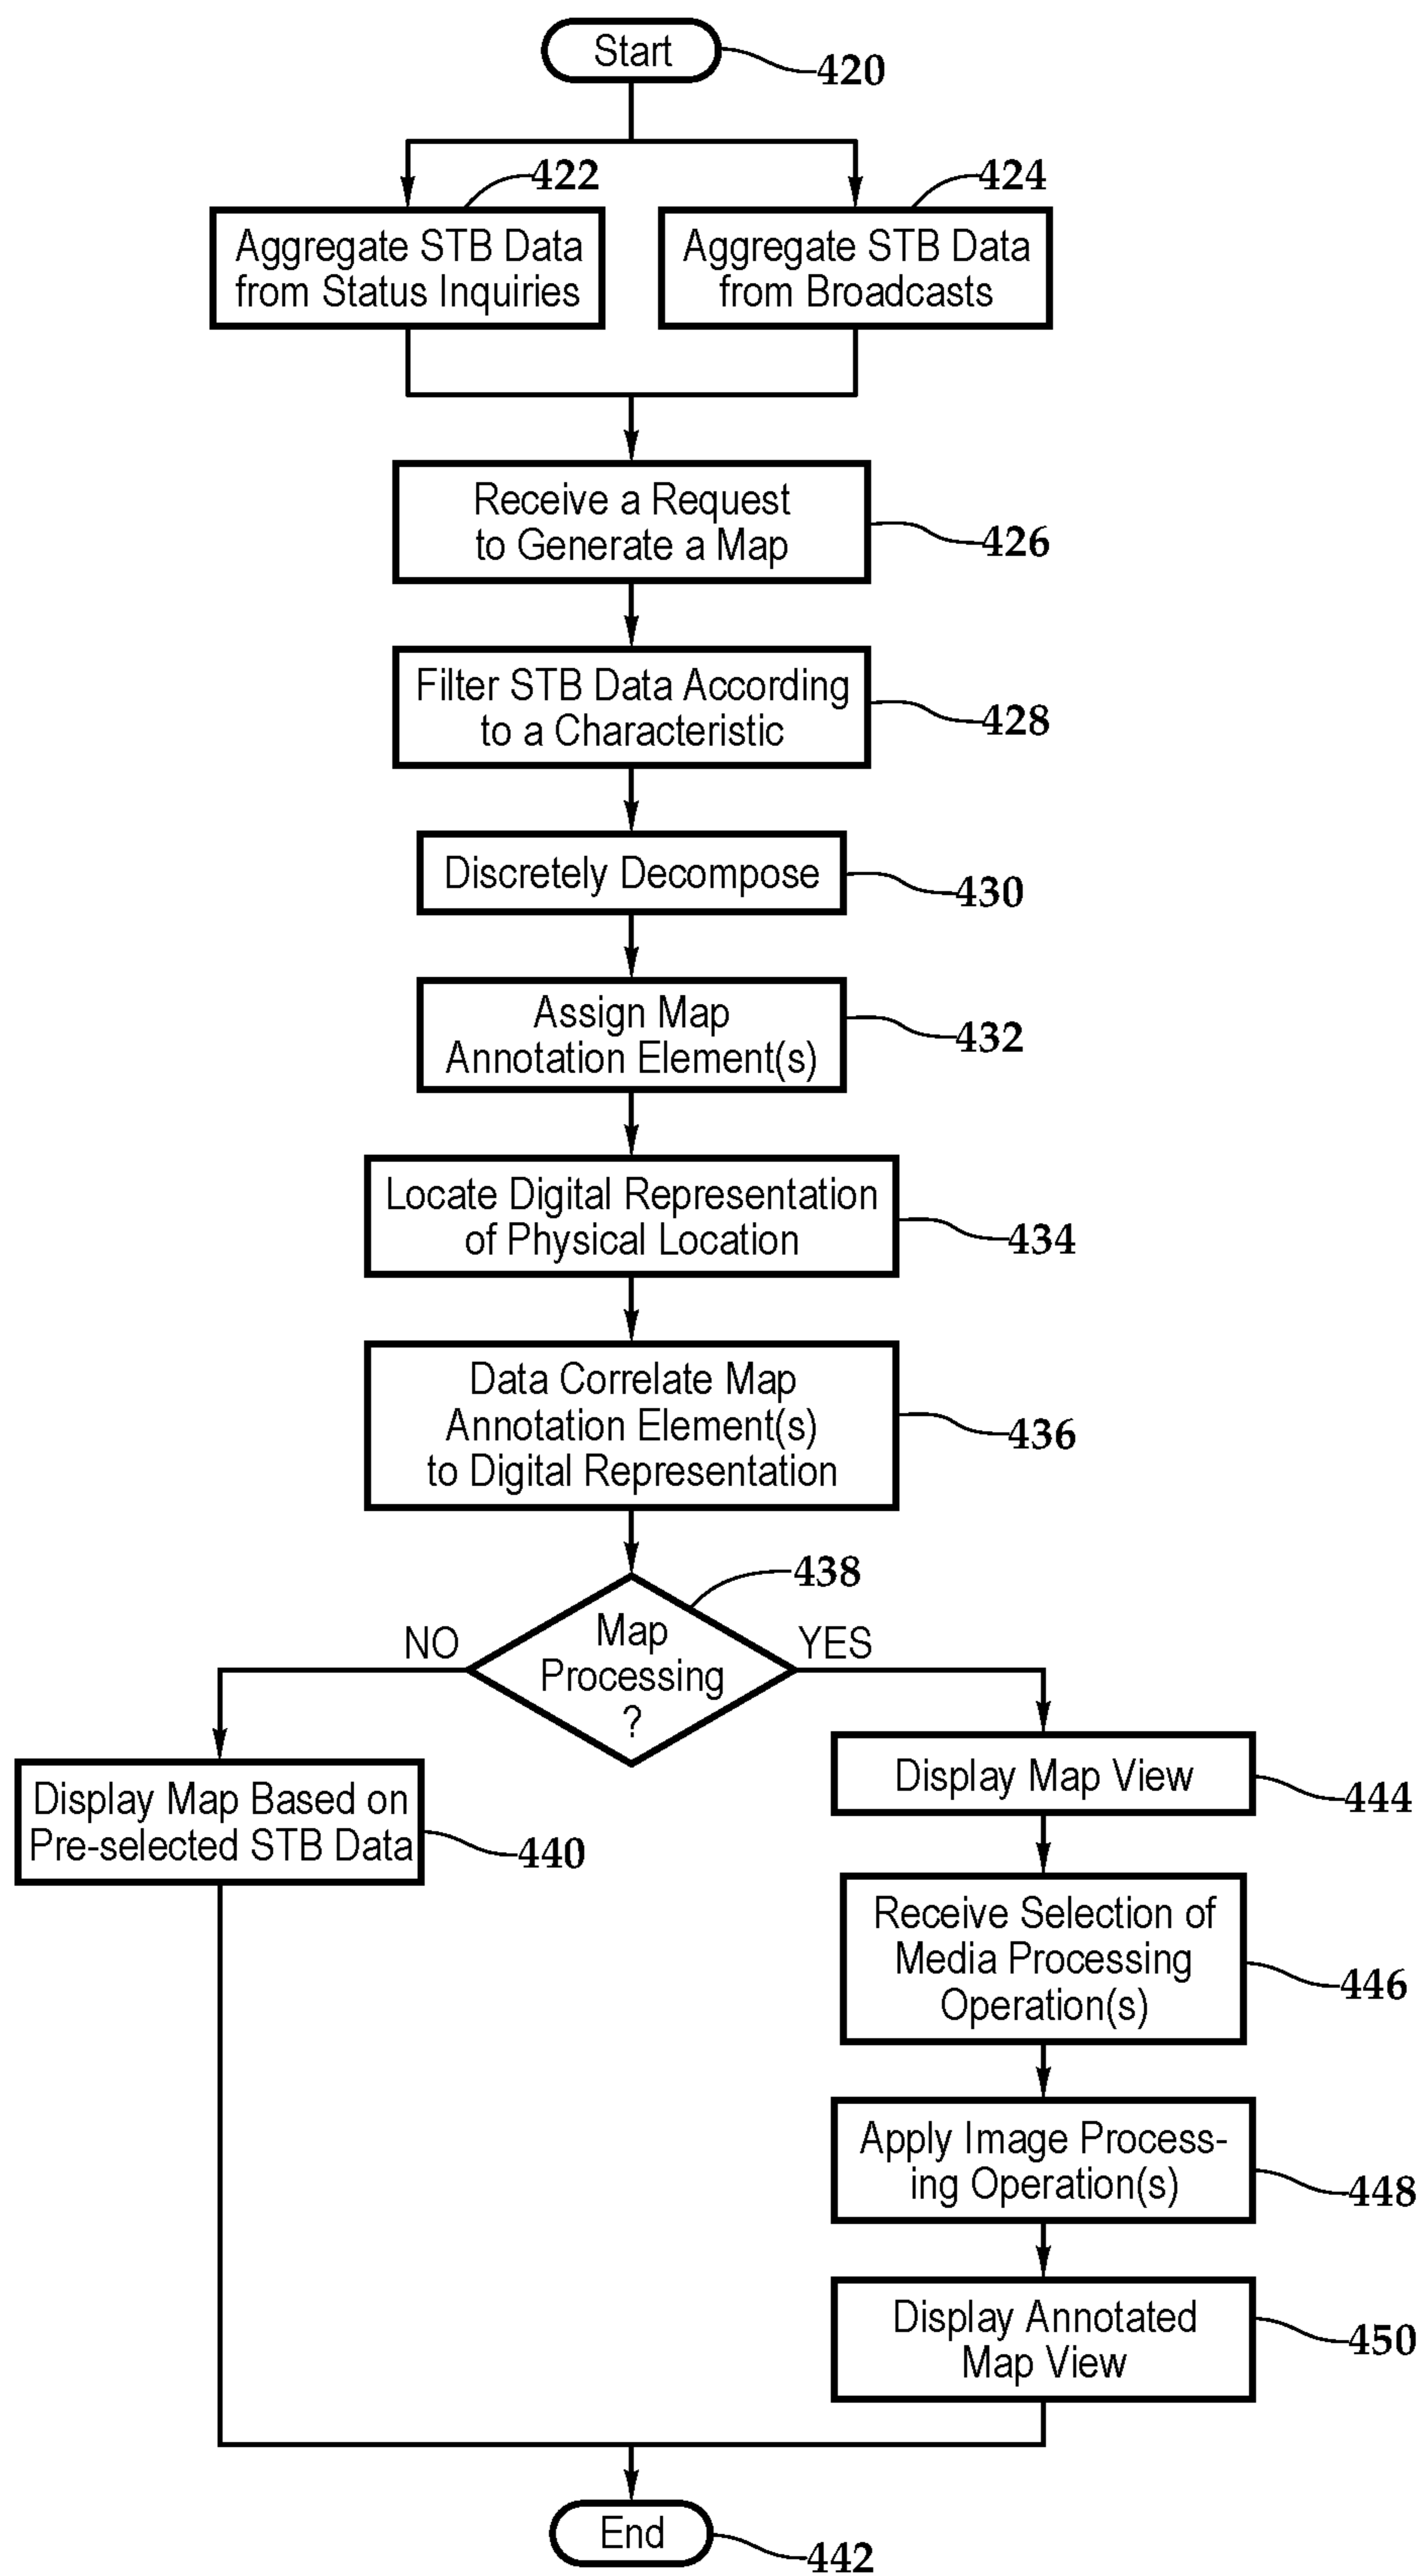 Start
420
422
424
Aggregate STB Data
from Status Inquiries
Aggregate STB Data
from Broadcasts
Receive a Request
to Generate a Map
426
Filter STB Data According
to a Characteristic
428
Discretely Decompose
430
Assign Map
Annotation Element(s)
432
Locate Digital Representation
of Physical Location
434
Data Correlate Map
Annotation Element(s)
to Digital Representation
436
438
Map
Processing
?
NO
YES
Display Map Based on
Pre-selected STB Data
440
Display Map View
444
Receive Selection of
Media Processing
Operation(s)
446
Apply Image Process-
ing Operation(s)
448
Display Annotated
Map View
450
End
442